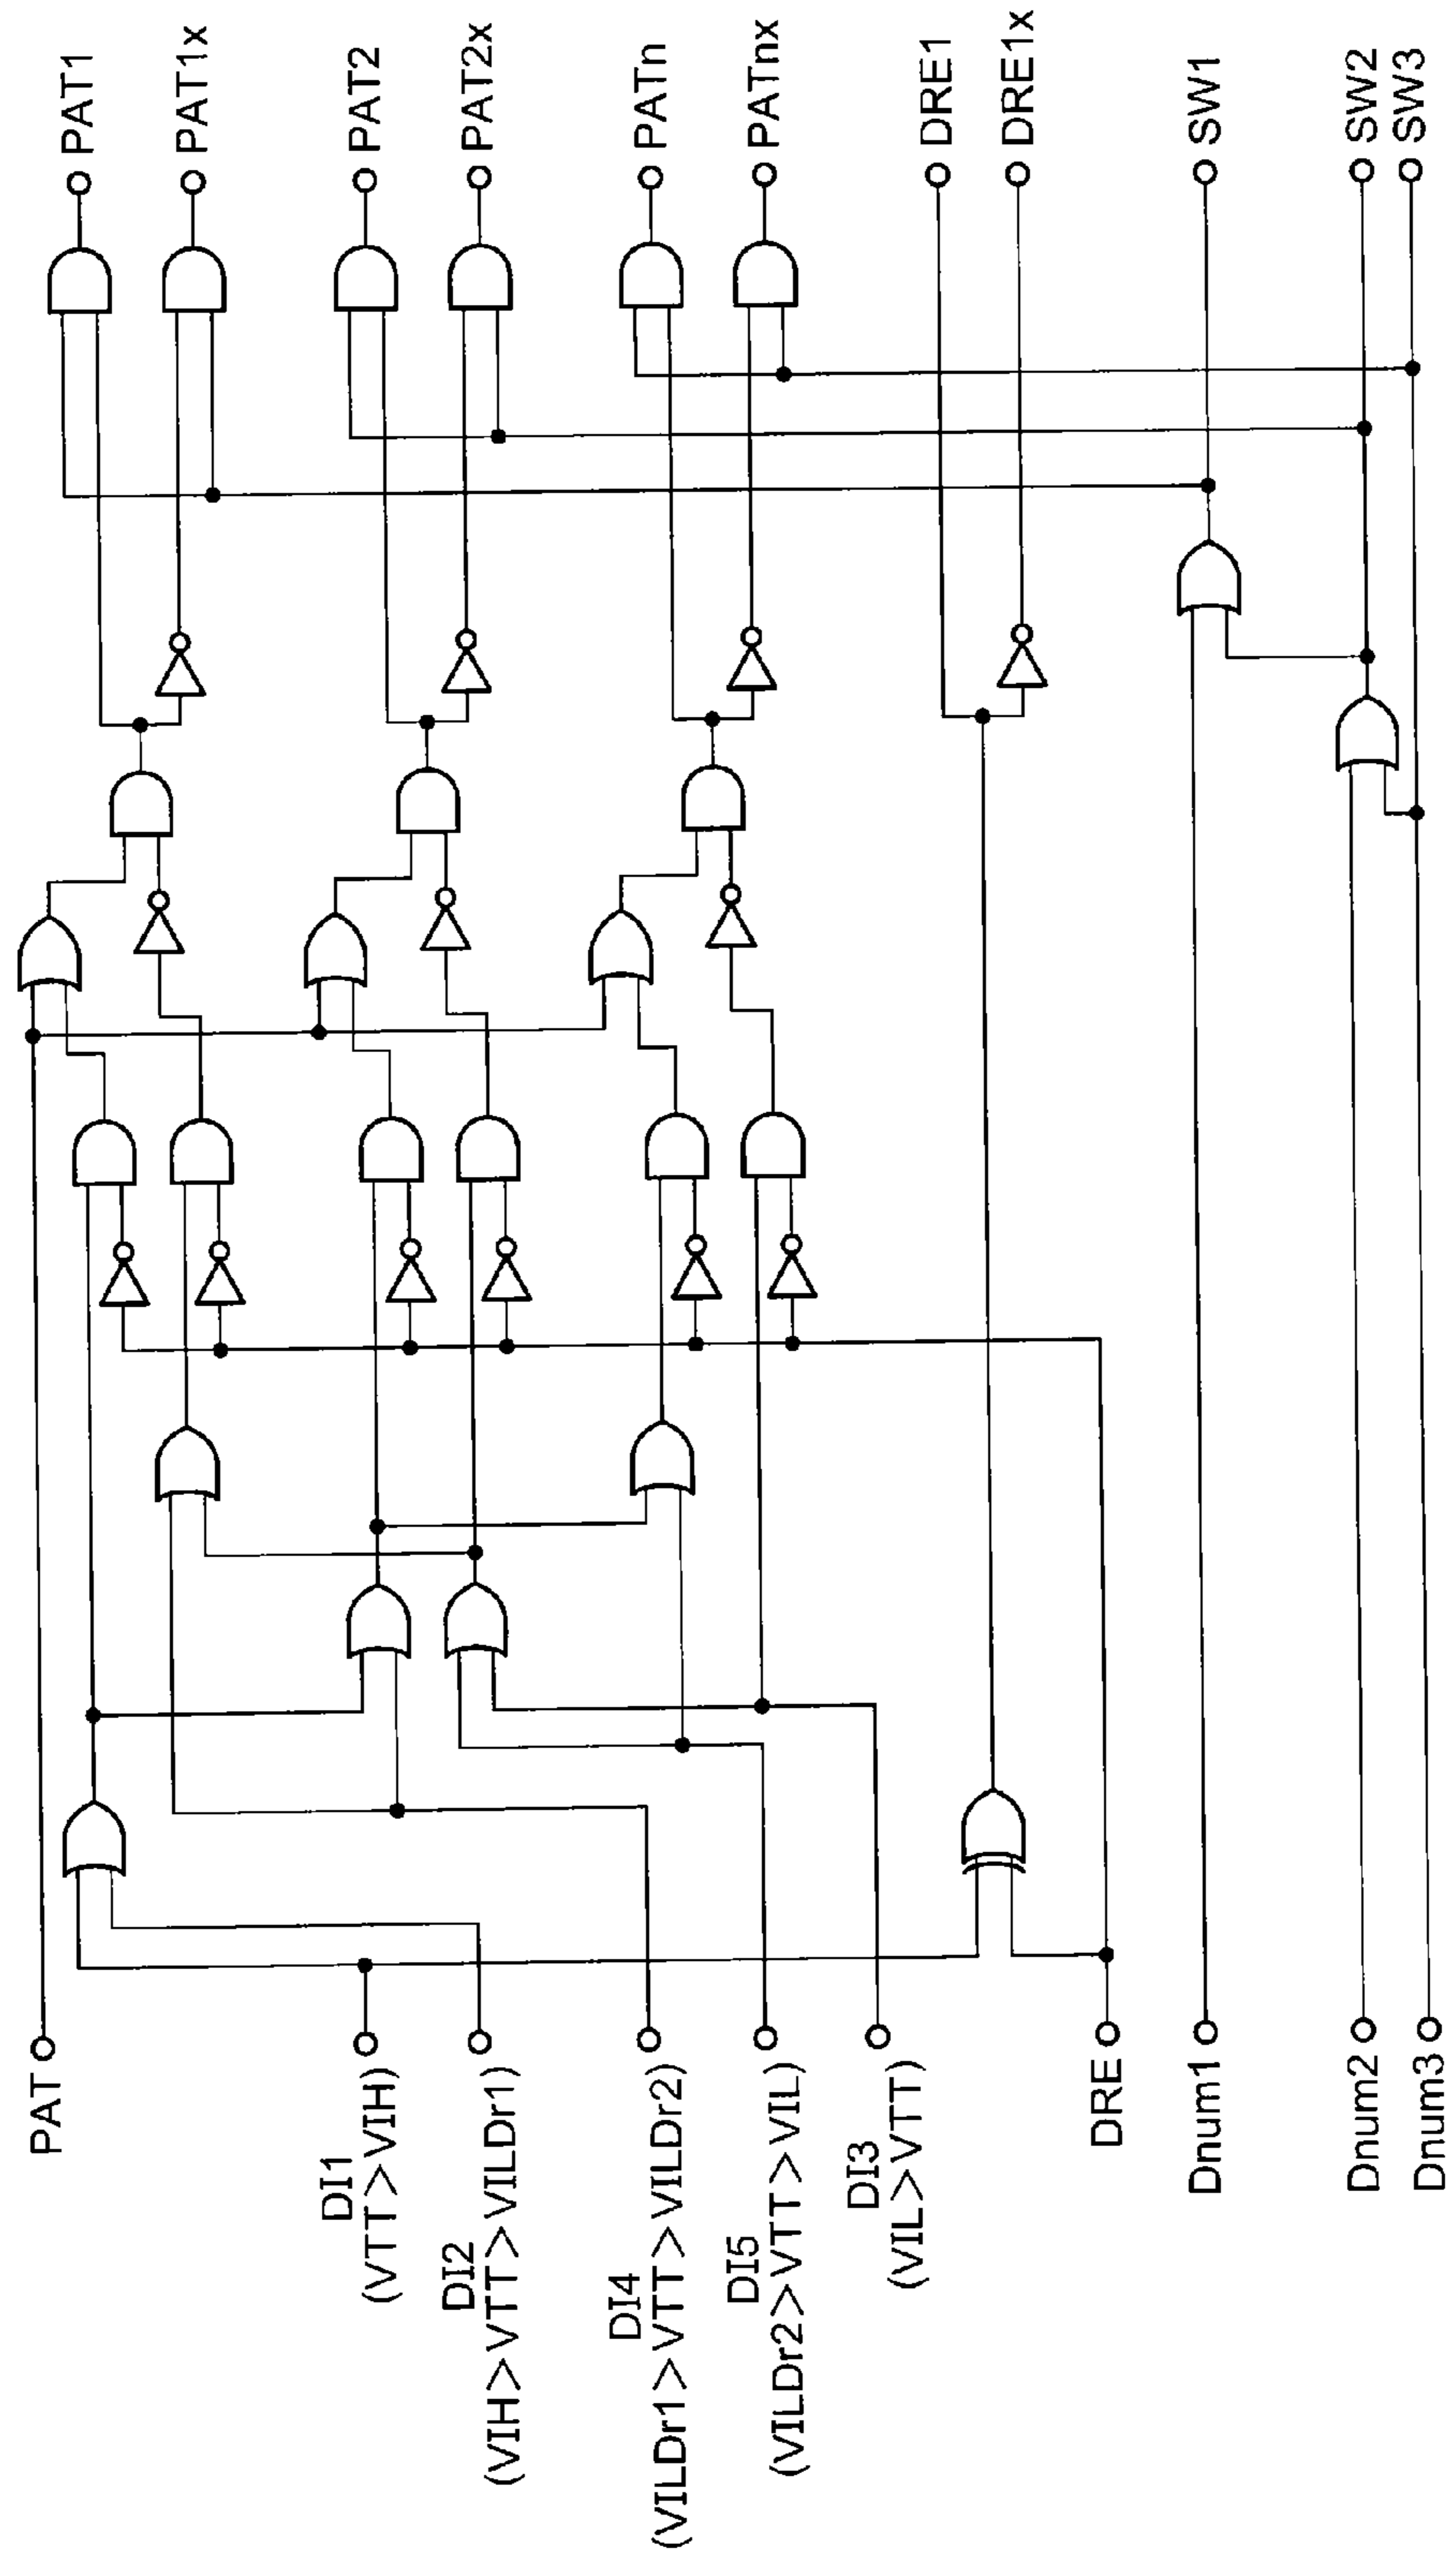 PAT
DI1
(VTT>VIH)
DI2
(VIH>VTT>VILDr1)
DI4
(VILDr1>VTT>VILDr2)
DI5
(VILDr2>VTT>VIL)
DI3
(VIL>VTT)
DRE
Dnum1
Dnum2
Dnum3
PAT1
PAT1x
PAT2
PAT2x
PATn
PATnx
DRE1
DRE1x
SW1
SW2
SW3